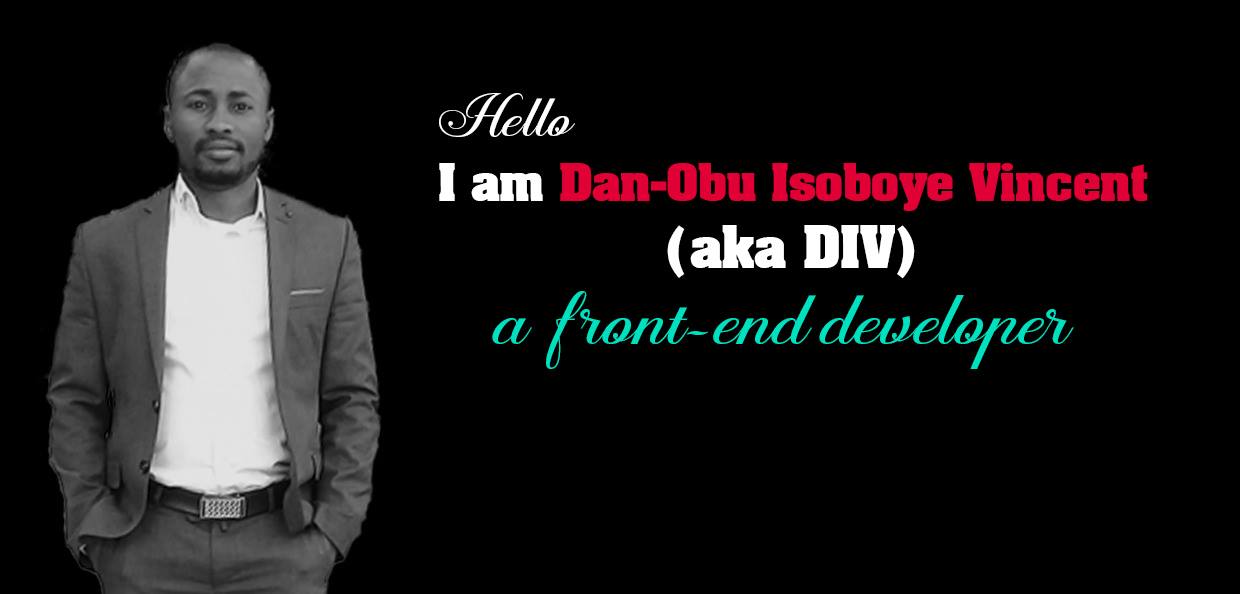 Hello
I am Dan-Obu Isoboye Vincent
(aka DIV)
a front-end developer